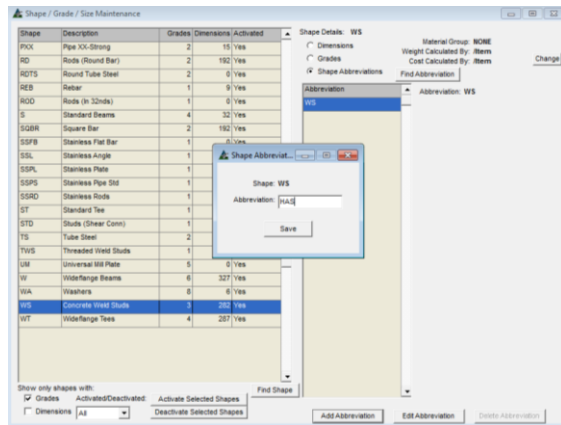 Shape / Grade / Size Maintenance
Shape Description Grades Dimensions Activated
PXX Pipe XX-Strong 2 15 Yes
RD Rods (Round Bar) 2 192 Yes
RDTS Round Tube Steel 2 0 Yes
REB Rebar 1 9 Yes
ROD Rods (In 32nds) 1 0 Yes
S Standard Beams 4 32 Yes
SQBR Square Bar 2 192 Yes
SSFB Stainless Flat Bar 1 0 Yes
SSL Stainless Angle 1
SSPL Stainless Plate 1
SSPS Stainless Pipe Std 1
SSRD Stainless Rods 1
ST Standard Tee 1
STD Studs (Shear Conn) 1
TS Tube Steel 2
TWS Threaded Weld Studs 1
UM Universal Mill Plate 5 0 Yes
W Wideflange Beams 6 327 Yes
WA Washers 8 6 Yes
WS Concrete Weld Studs 3 262 Yes
WT Wideflange Tees 4 287 Yes
Show only shapes with:
Grades Activated/Deactivated:
Dimensions All
Activate Selected Shapes
Deactivate Selected Shapes
Find Shape
Shape Details: WS
Dimensions
Grades
Shape Abbreviations
Material Group: NONE
Weight Calculated By: /Item
Cost Calculated By: /Item
Change
Find Abbreviation
Abbreviation
WS
Abbreviation: WS
Shape Abbreviat...
Shape: WS
Abbreviation: HAS
Save
Add Abbreviation
Edit Abbreviation
Delete Abbreviation